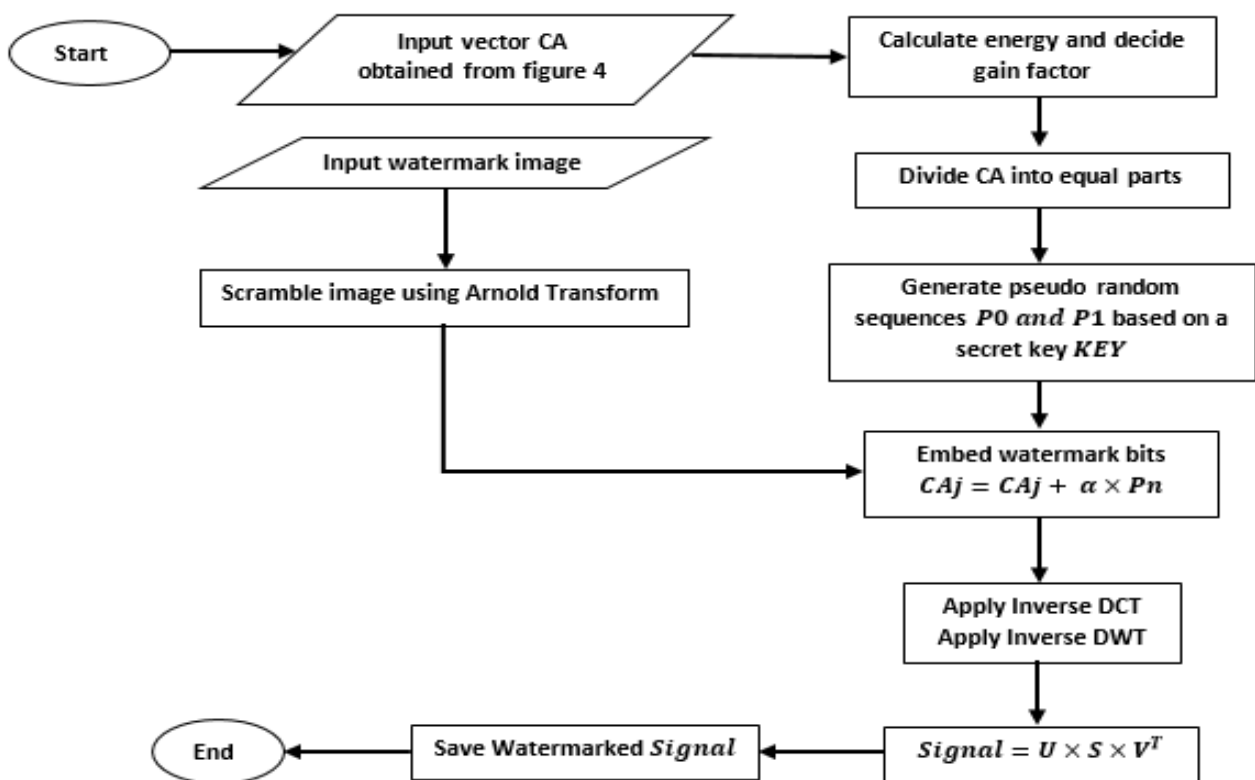 Start
Input vector CA
obtained from figure 4
Calculate energy and decide
gain factor
Input watermark image
Divide CA into equal parts
Scramble image using Arnold Transform
Generate pseudo random
sequences P0 and P1 based on a
secret key KEY
Embed watermark bits
CAj = CAj + α × Pn
Apply Inverse DCT
Apply Inverse DWT
Signal = U × S × Vᵀ
Save Watermarked Signal
End